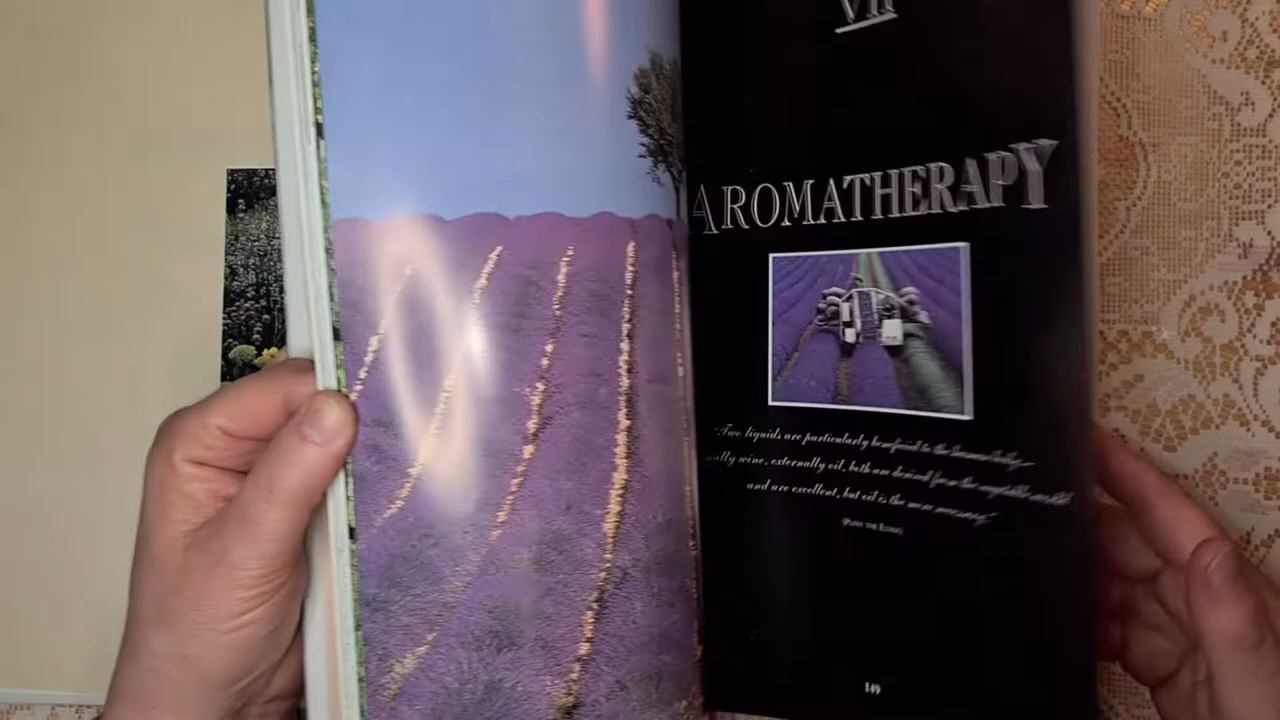 VII
AROMATHERAPY
"Two liquids are particularly beneficial to the human body,
nally wine, externally oil, both are derived from the vegetable world
and are excellent, but oil is the more necessary."
(Pliny the Elder)
149